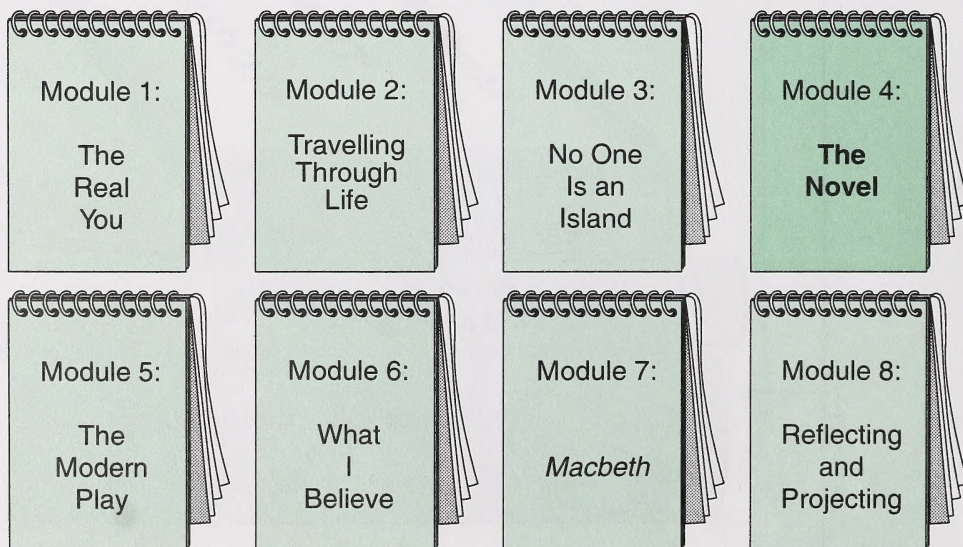 Module 1:
The
Real
You
Module 2:
Travelling
Through
Life
Module 3:
No One
Is an
Island
Module 4:
The
Novel
Module 5:
The
Modern
Play
Module 6:
What
I
Believe
Module 7:
Macbeth
Module 8:
Reflecting
and
Projecting